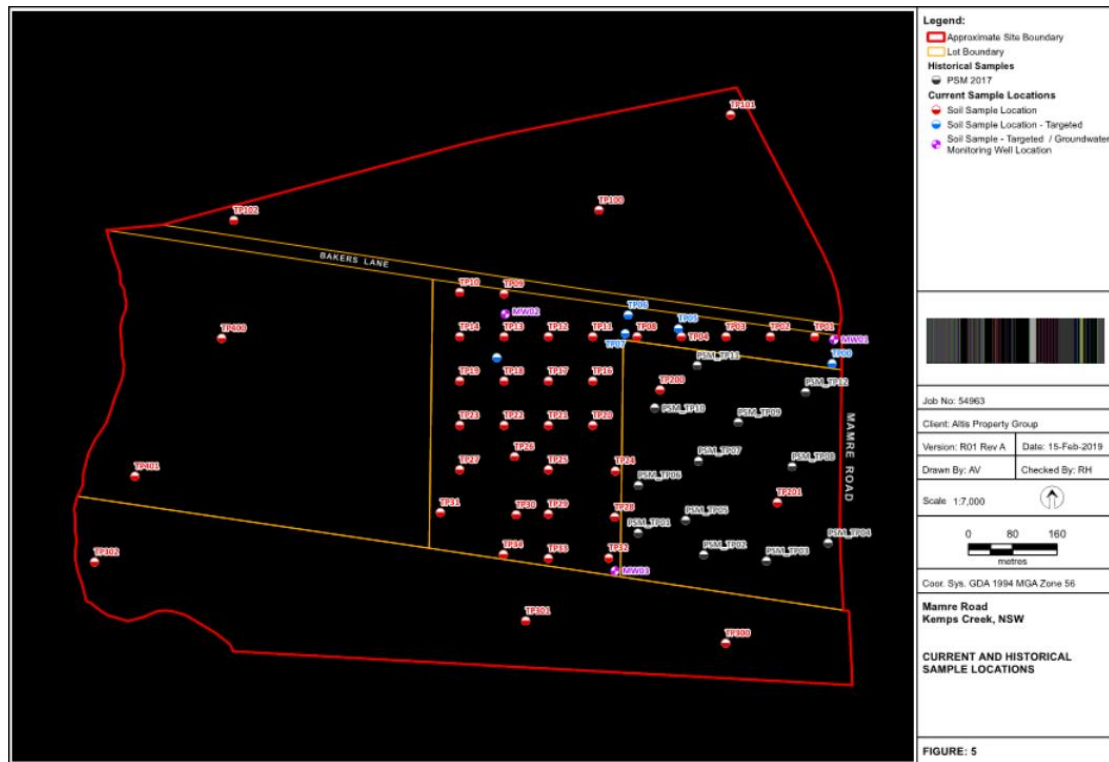 TP101
TP100
TP102
BAKERS LANE
TP10
TP09
MW02
TP06
TP05
TP400
TP14
TP13
TP12
TP11
TP07
TP08
TP04
TP03
TP02
TP01
MW01
TP00
PSM_TP11
TP19
TP18
TP17
TP16
TP200
PSM_TP12
PSM_TP10
TP23
TP22
TP21
TP20
PSM_TP09
MAMRE ROAD
TP26
TP401
TP27
TP25
TP24
PSM_TP07
PSM_TP08
PSM_TP06
TP31
TP30
TP29
TP28
TP201
PSM_TP05
PSM_TP01
PSM_TP04
TP34
TP33
TP32
PSM_TP02
PSM_TP03
MW03
TP302
TP301
TP300
Legend:
Approximate Site Boundary
Lot Boundary
Historical Samples
PSM 2017
Current Sample Locations
Soil Sample Location
Soil Sample Location - Targeted
Soil Sample - Targeted / Groundwater
Monitoring Well Location
Job No: 54963
Client: Altis Property Group
Version: R01 Rev A
Date: 15-Feb-2019
Drawn By: AV
Checked By: RH
Scale 1:7,000
0 80 160
metres
Coor. Sys. GDA 1994 MGA Zone 56
Mamre Road
Kemps Creek, NSW
CURRENT AND HISTORICAL
SAMPLE LOCATIONS
FIGURE: 5